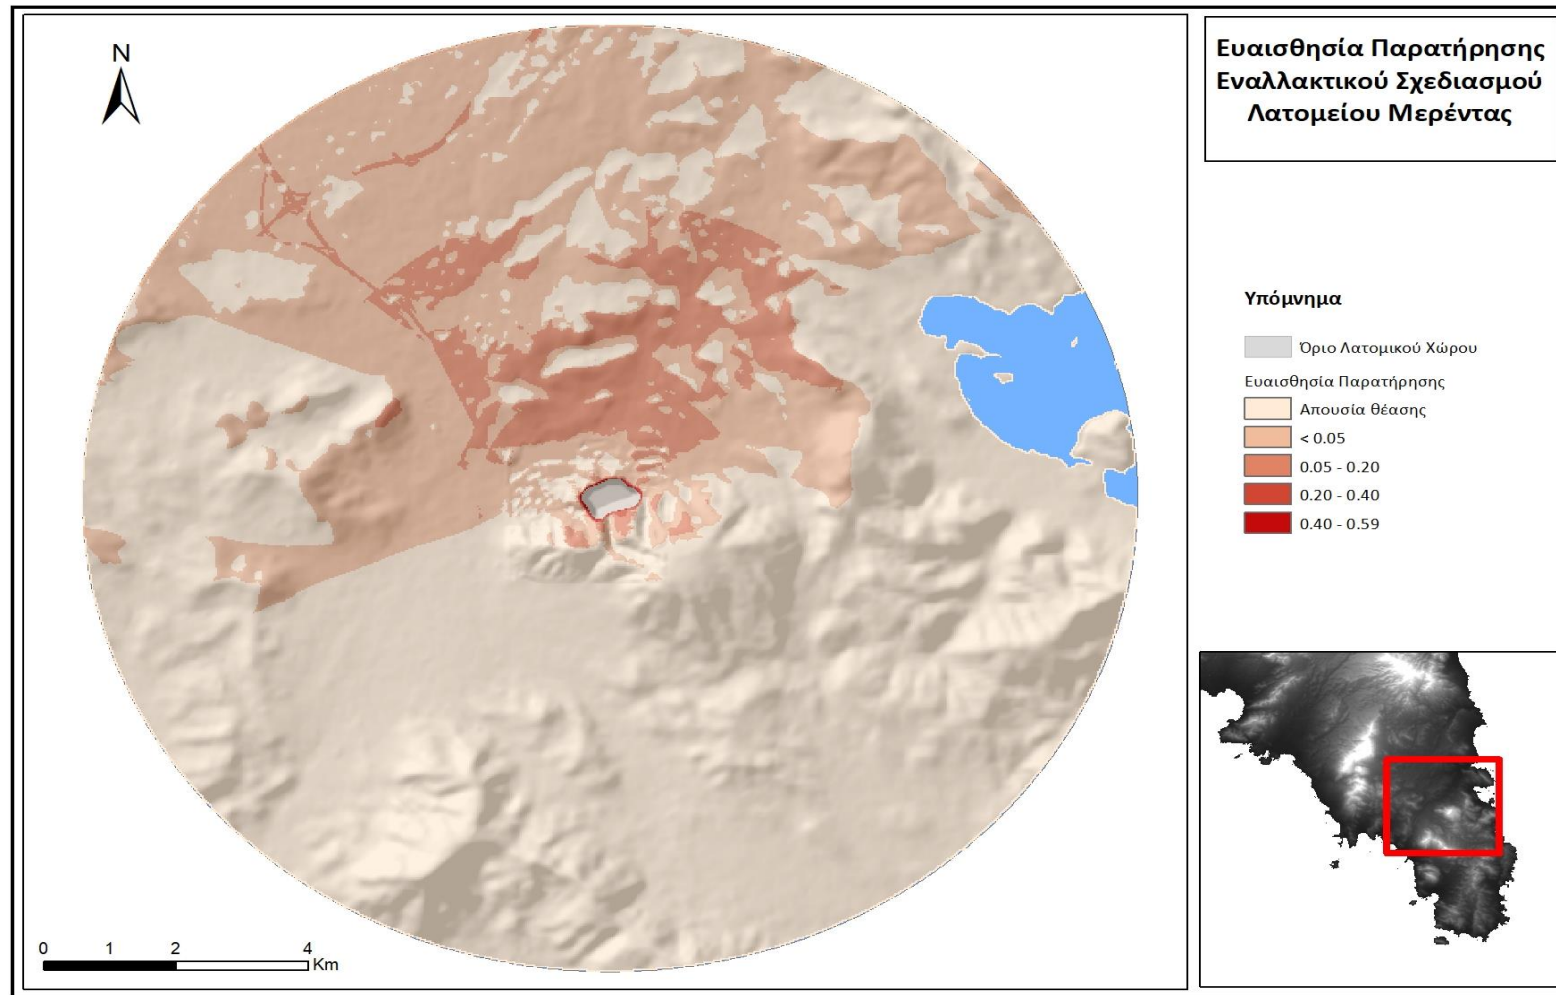 Ευαισθησία Παρατήρησης
Εναλλακτικού Σχεδιασμού
Λατομείου Μερέντας
N
Υπόμνημα
Όριο Λατομικού Χώρου
Ευαισθησία Παρατήρησης
Απουσία θέασης
< 0.05
0.05 - 0.20
0.20 - 0.40
0.40 - 0.59
0 1 2 4
Km